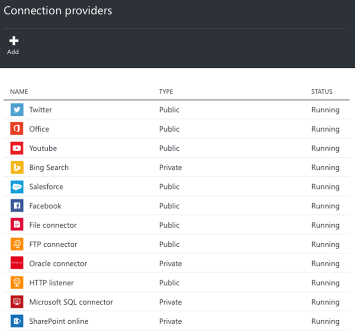 Connection providers
Add
NAME TYPE STATUS
Twitter Public Running
Office Public Running
Youtube Public Running
Bing Search Private Running
Salesforce Public Running
Facebook Public Running
File connector Public Running
FTP connector Public Running
Oracle connector Private Running
HTTP listener Public Running
Microsoft SQL connector Private Running
SharePoint online Private Running